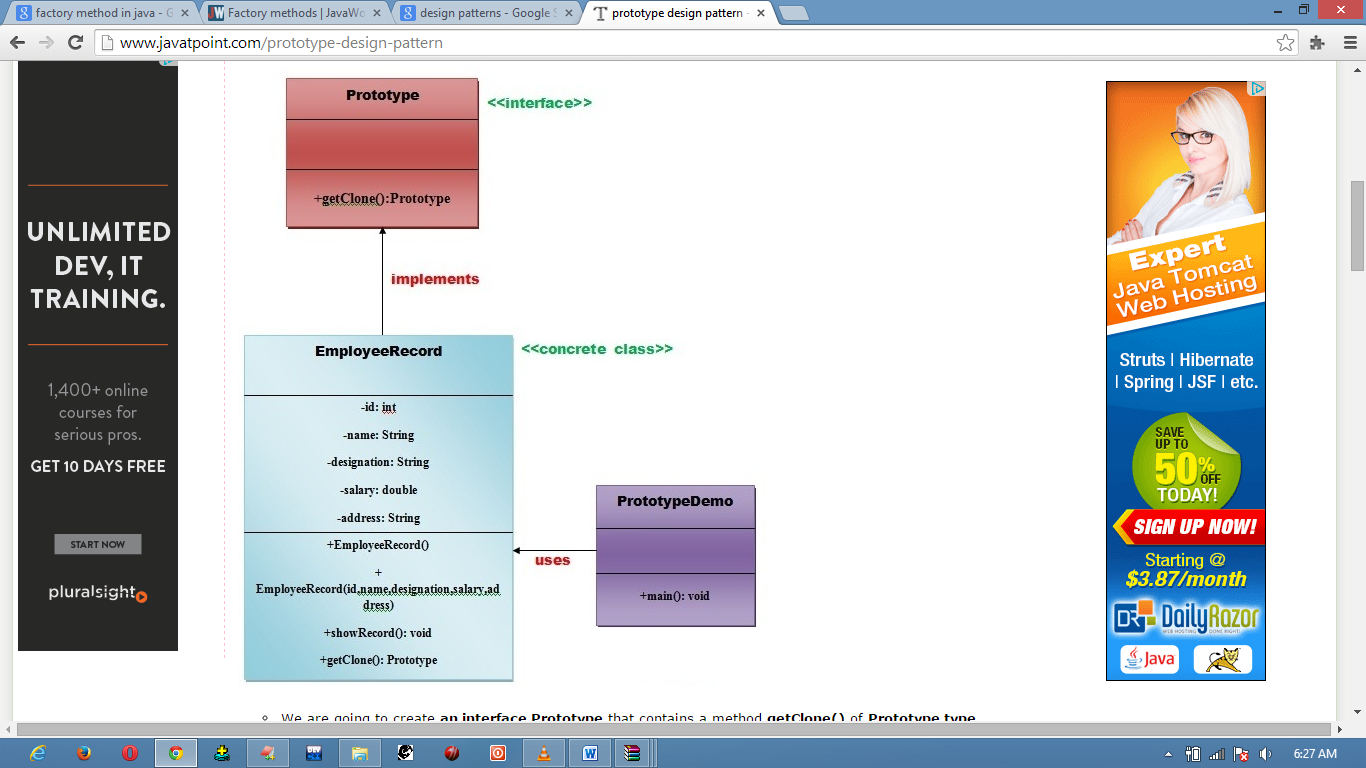 factory method in java - G
Factory methods | JavaWo
design patterns - Google S
prototype design pattern -
www.javatpoint.com/prototype-design-pattern
UNLIMITED
DEV, IT
TRAINING.
1,400+ online
courses for
serious pros.
GET 10 DAYS FREE
START NOW
pluralsight
Prototype
<<interface>>
+getClone():Prototype
implements
EmployeeRecord
<<concrete class>>
-id: int
-name: String
-designation: String
-salary: double
-address: String
+EmployeeRecord()
+
EmployeeRecord(id,name,designation,salary,ad
dress)
+showRecord(): void
+getClone(): Prototype
uses
PrototypeDemo
+main(): void
We are going to create an interface Prototype that contains a method getClone() of Prototype type
Expert
Java Tomcat
Web Hosting
Struts | Hibernate
| Spring | JSF | etc.
SAVE
UP TO
50%
OFF
TODAY!
SIGN UP NOW!
Starting @
$3.87/month
DR DailyRazor
WEB HOSTING DONE RIGHT!
Java
6:27 AM